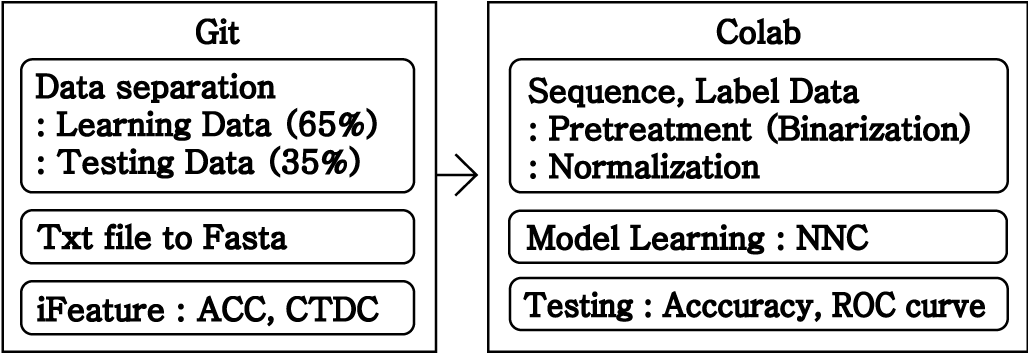 Git
Data separation
: Learning Data (65%)
: Testing Data (35%)
Txt file to Fasta
iFeature : ACC, CTDC
Colab
Sequence, Label Data
: Pretreatment (Binarization)
: Normalization
Model Learning : NNC
Testing : Acccuracy, ROC curve